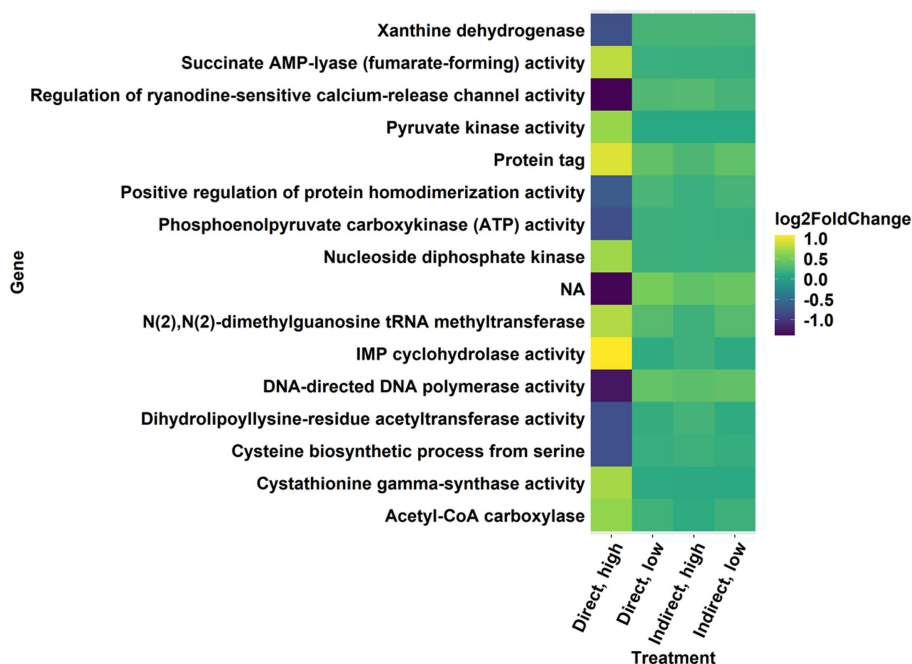 Xanthine dehydrogenase
Succinate AMP-lyase (fumarate-forming) activity
Regulation of ryanodine-sensitive calcium-release channel activity
Pyruvate kinase activity
Protein tag
Positive regulation of protein homodimerization activity
Phosphoenolpyruvate carboxykinase (ATP) activity
Nucleoside diphosphate kinase
NA
N(2),N(2)-dimethylguanosine tRNA methyltransferase
IMP cyclohydrolase activity
DNA-directed DNA polymerase activity
Dihydrolipoyllysine-residue acetyltransferase activity
Cysteine biosynthetic process from serine
Cystathionine gamma-synthase activity
Acetyl-CoA carboxylase
Gene
Direct, high
Direct, low
Indirect, high
Indirect, low
Treatment
log2FoldChange
1.0
0.5
0.0
-0.5
-1.0